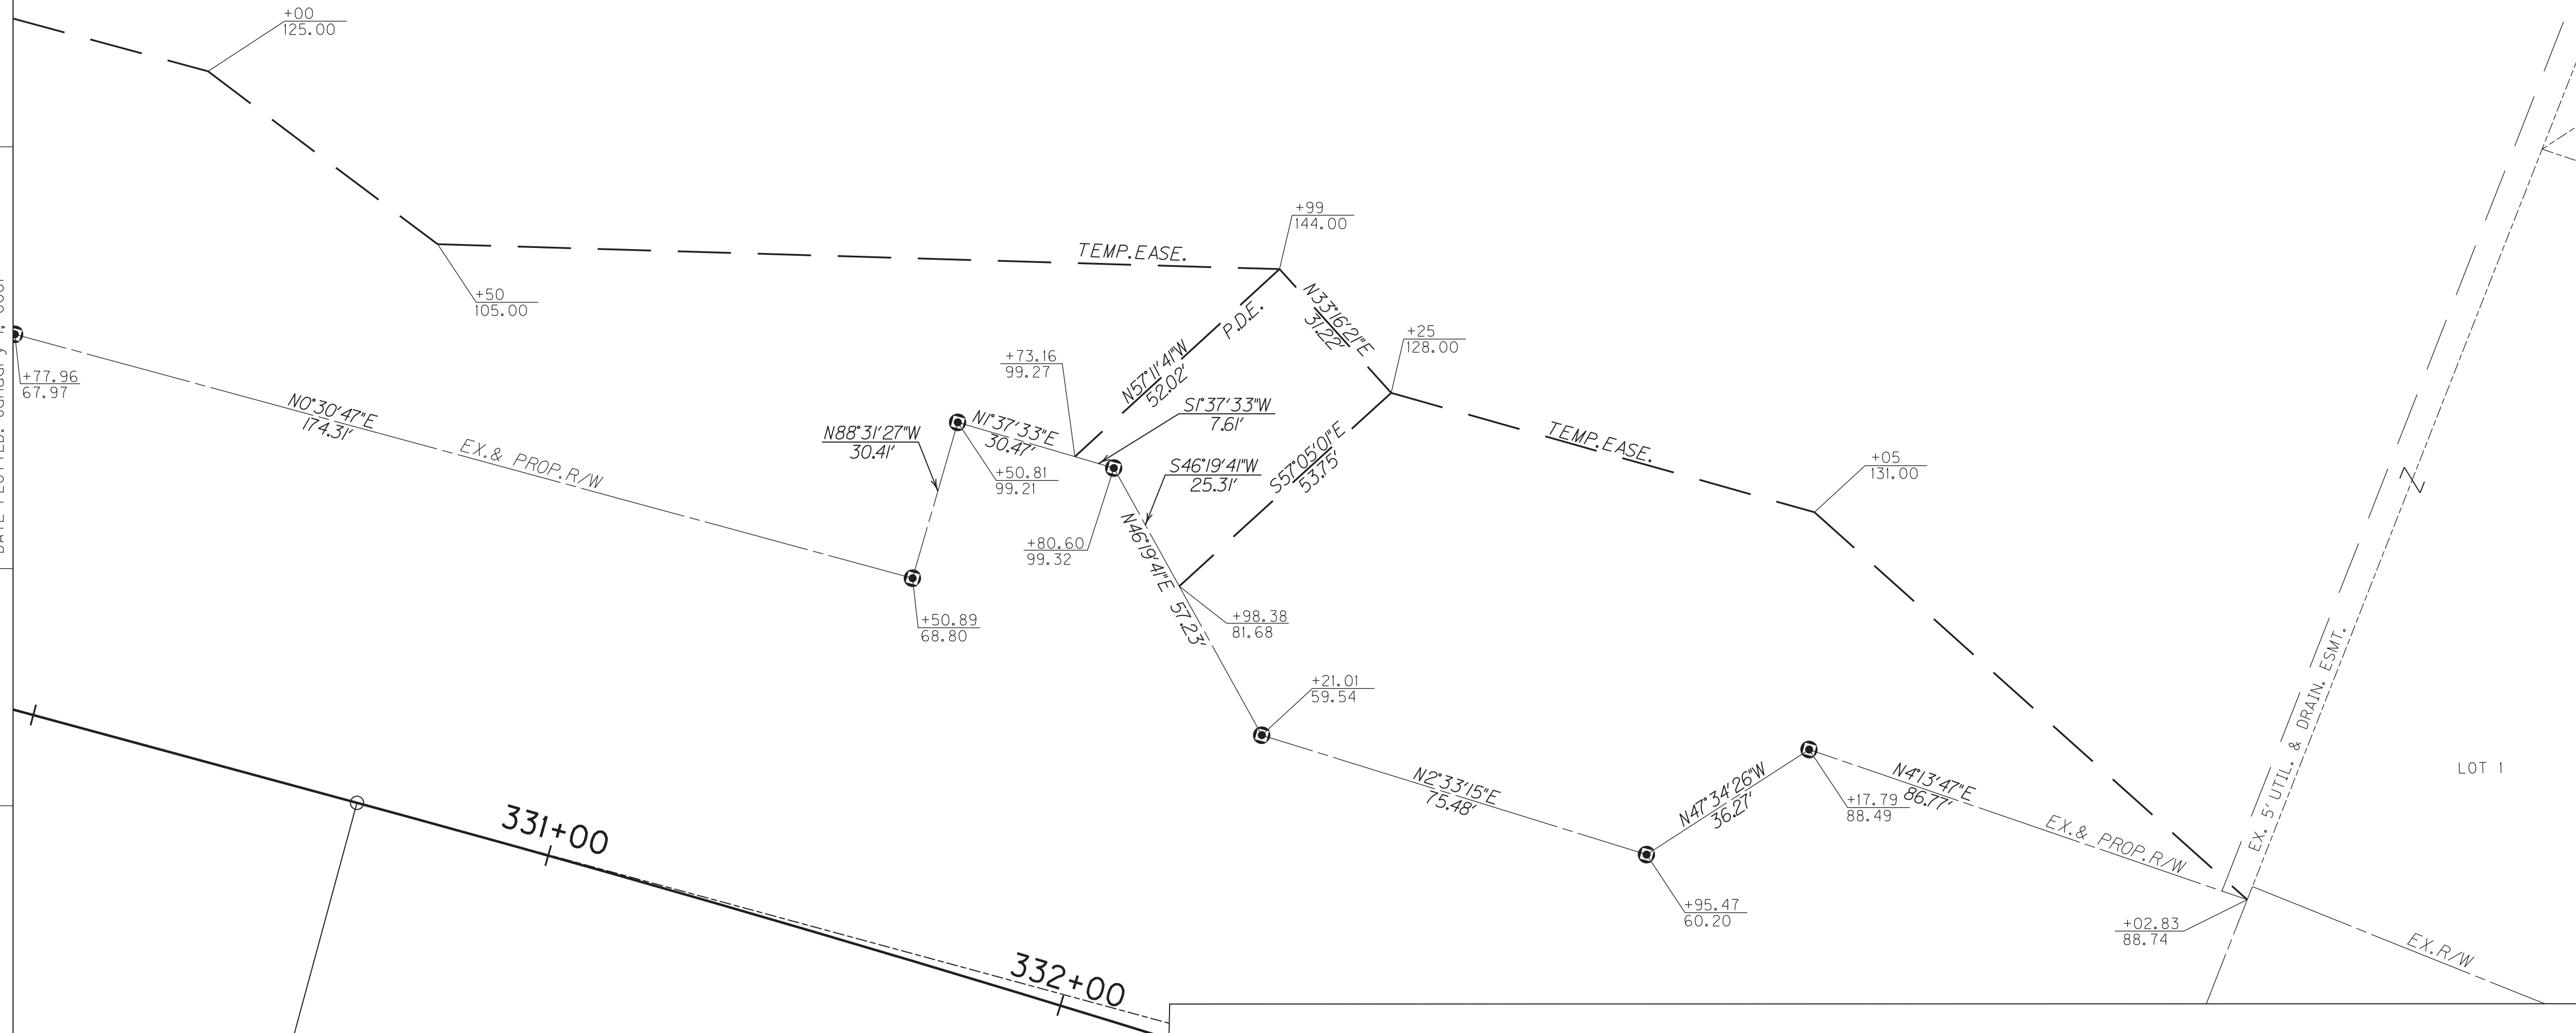 +00
125.00
+99
144.00
TEMP.EASE.
+50
105.00
P.D.E.
N33°16'21"E
31.22'
+25
128.00
+73.16
99.27
N57°11'41"W
52.02'
+77.96
67.97
N0°30'47"E
174.31'
EX.& PROP.R/W
N88°31'27"W
30.41'
N1°37'33"E
30.47'
S1°37'33"W
7.61'
+50.81
99.21
S46°19'41"W
25.31'
S57°05'01"E
53.75'
TEMP.EASE.
+05
131.00
+80.60
99.32
N46°19'41"E 57.23'
+50.89
68.80
+98.38
81.68
+21.01
59.54
EX. 5' UTIL. & DRAIN. ESMT.
LOT 1
N2°33'15"E
75.48'
N47°34'26"W
36.27'
+17.79
88.49
N4°13'47"E
86.77'
EX.& PROP.R/W
331+00
+95.47
60.20
+02.83
88.74
EX.R/W
332+00